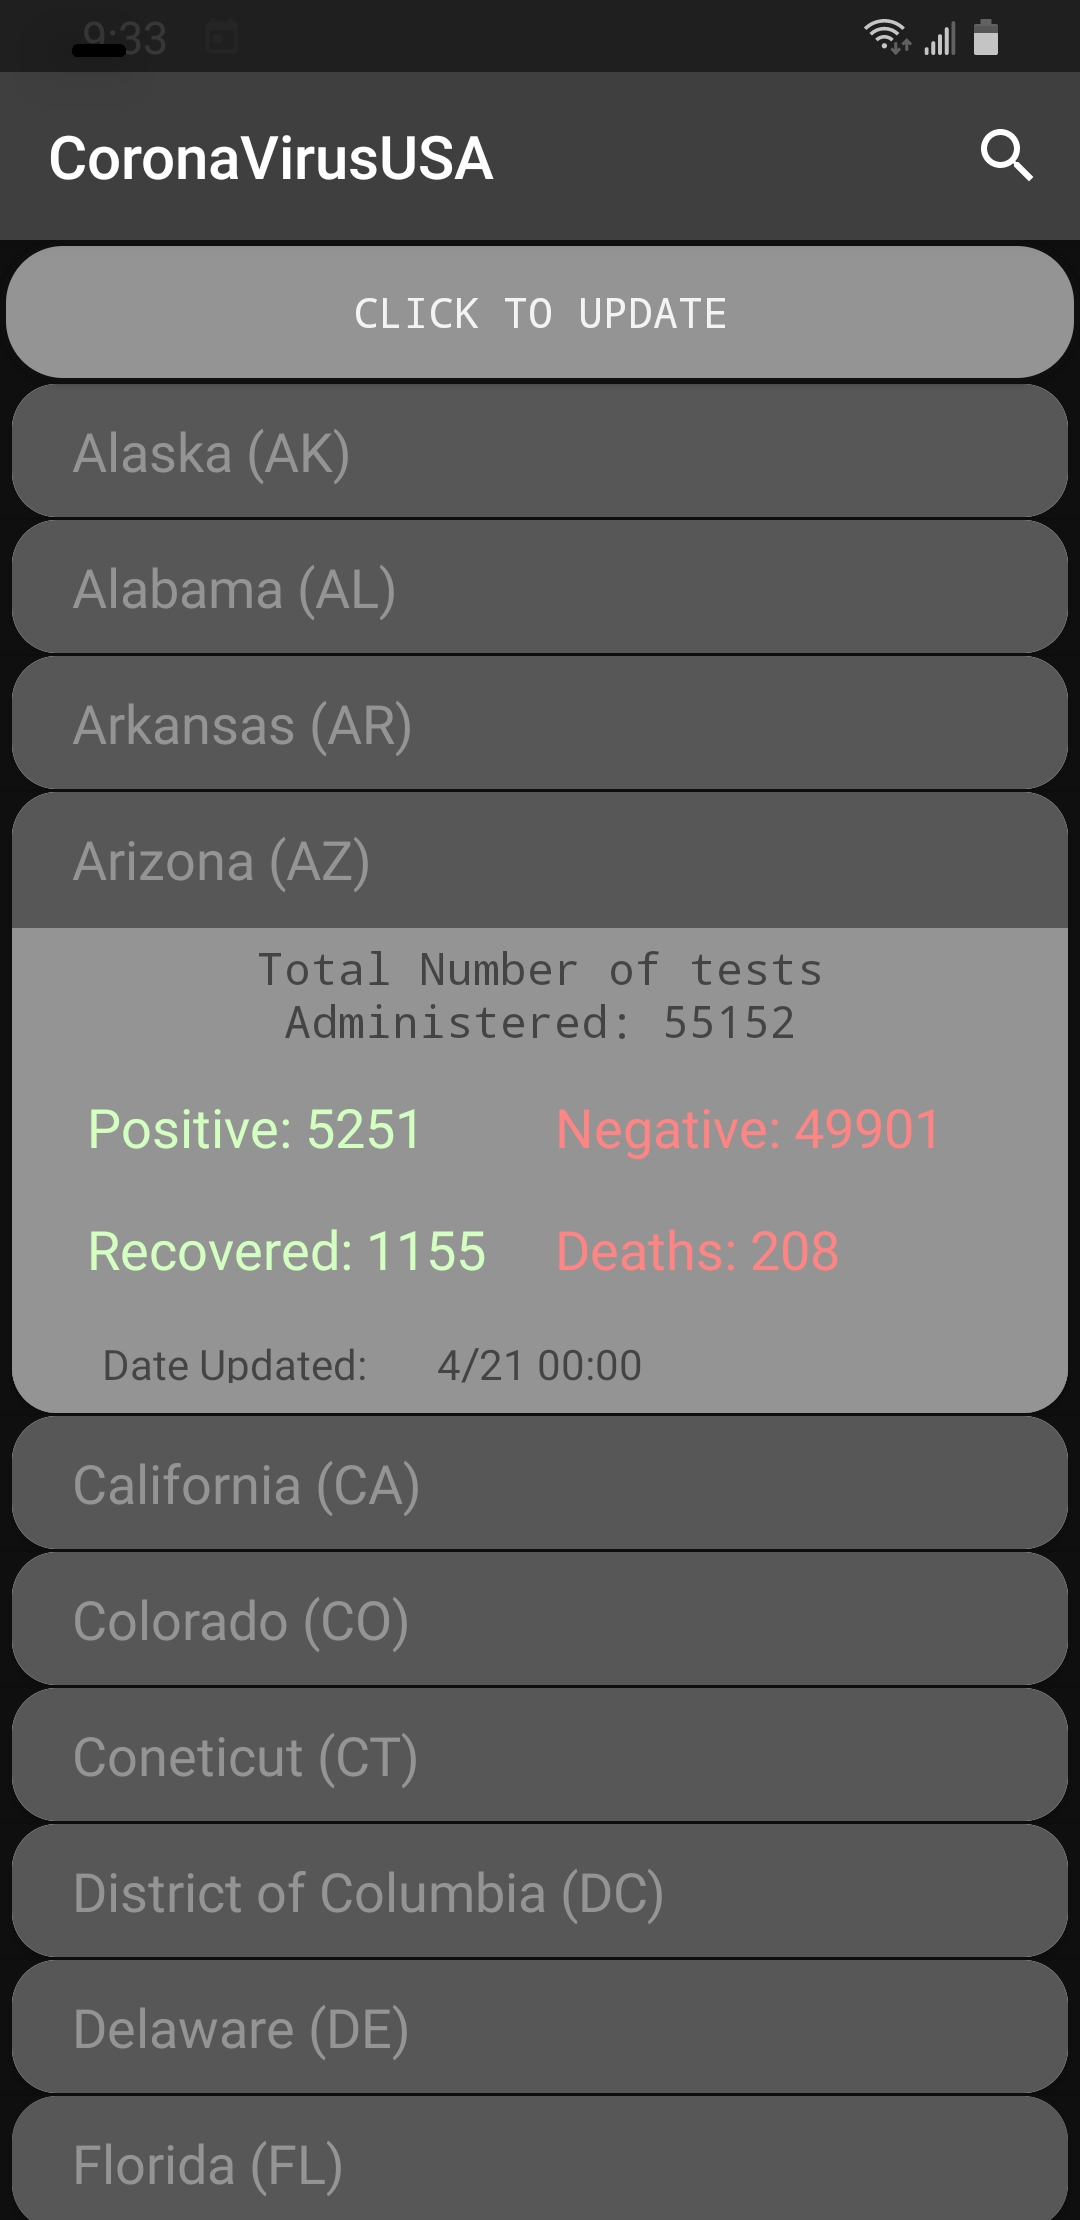 9:33
CoronaVirusUSA
CLICK TO UPDATE
Alaska (AK)
Alabama (AL)
Arkansas (AR)
Arizona (AZ)
Total Number of tests
Administered: 55152
Positive: 5251 Negative: 49901
Recovered: 1155 Deaths: 208
Date Updated: 4/21 00:00
California (CA)
Colorado (CO)
Coneticut (CT)
District of Columbia (DC)
Delaware (DE)
Florida (FL)